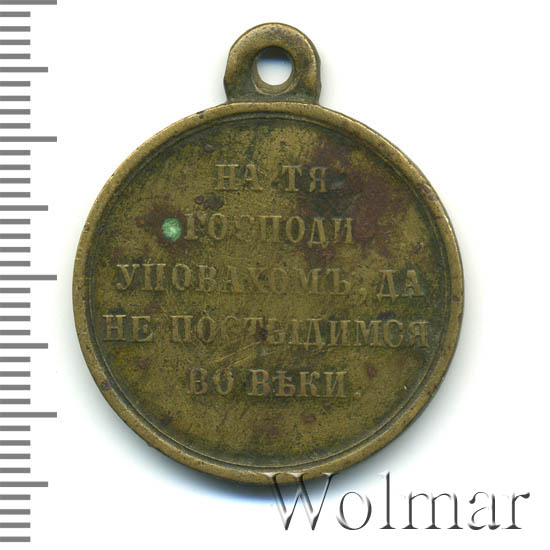 НА ТЯ
ГОСПОДИ
УПОВАХОМЪ, ДА
НЕ ПОСТЫДИМСЯ
ВО ВѢКИ.
Wolmar